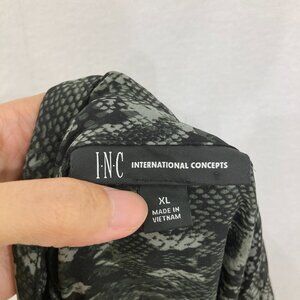 I·N·C INTERNATIONAL CONCEPTS
XL
MADE IN
VIETNAM